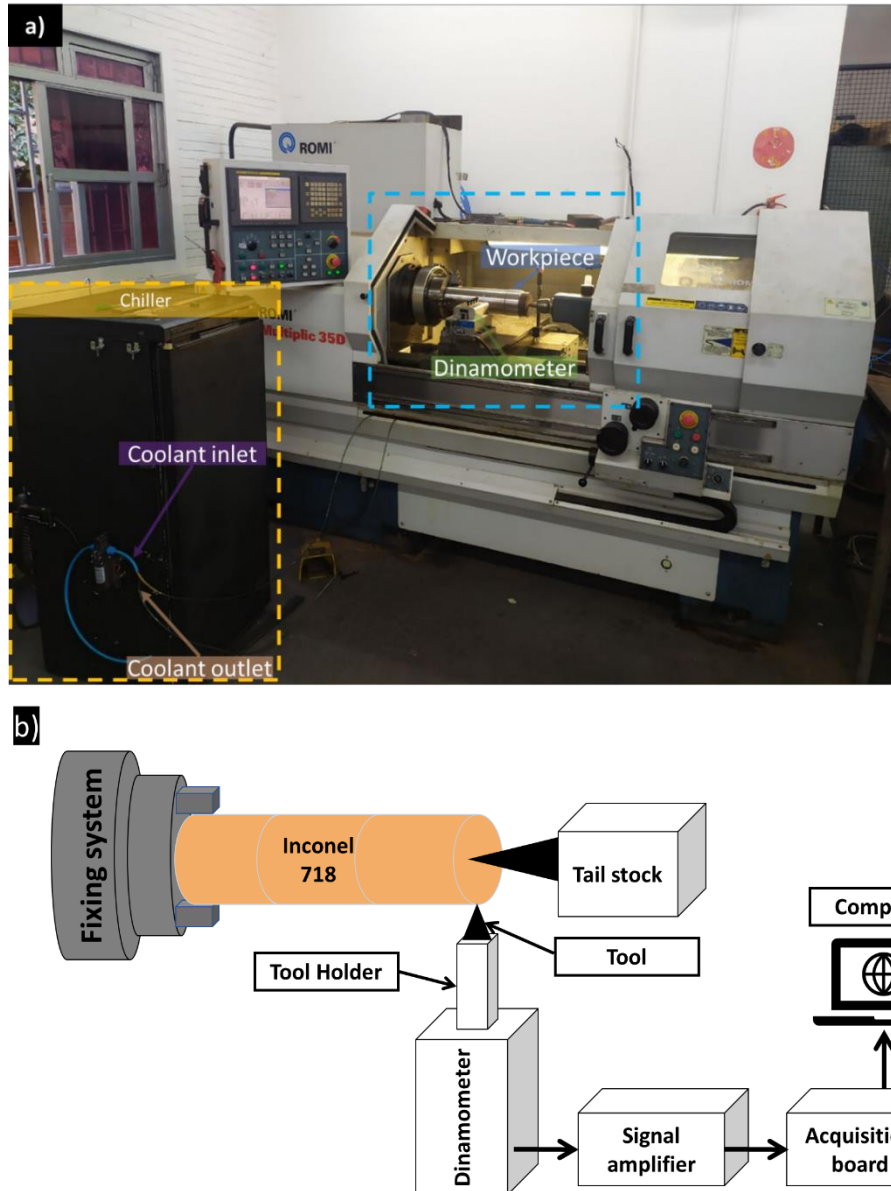 a)
ROMI
Workpiece
Chiller
ROMI
Multiplic 35D
Dinamometer
Coolant inlet
Coolant outlet
b)
Fixing system
Inconel
718
Tail stock
Comp
Tool Holder
Tool
Dinamometer
Signal
amplifier
Acquisitio
board